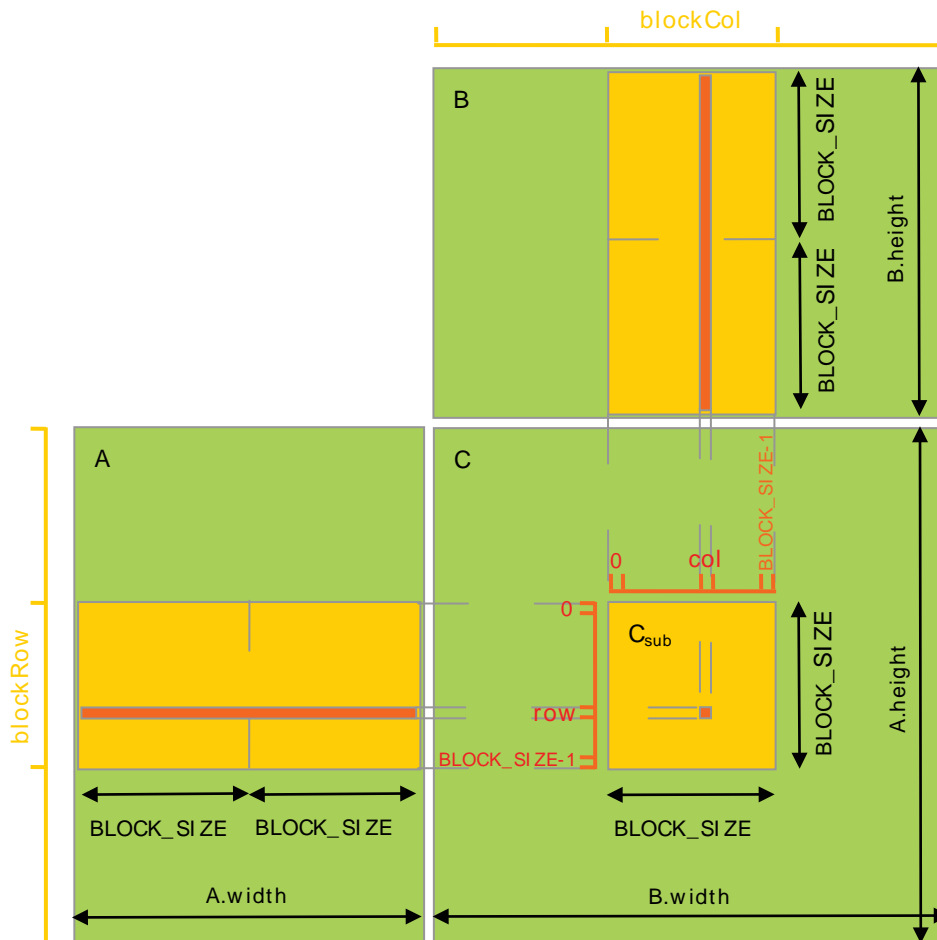 blockCol
B
BLOCK_SIZE
BLOCK_SIZE
B.height
A
C
BLOCK_SIZE-1
0
col
0
Csub
row
BLOCK_SIZE-1
BLOCK_SIZE
A.height
blockRow
BLOCK_SIZE
BLOCK_SIZE
BLOCK_SIZE
A.width
B.width